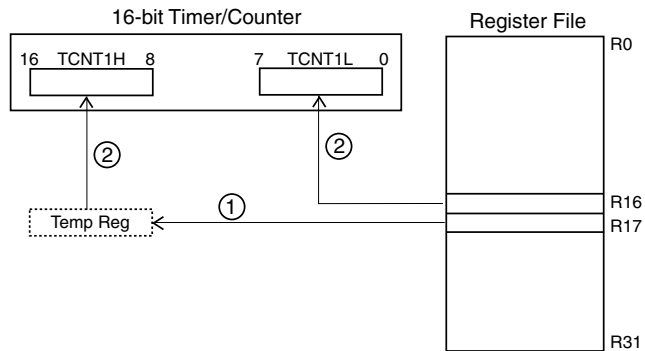 16-bit Timer/Counter
Register File
16 TCNT1H 8
7 TCNT1L 0
R0
②
②
①
Temp Reg
R16
R17
R31